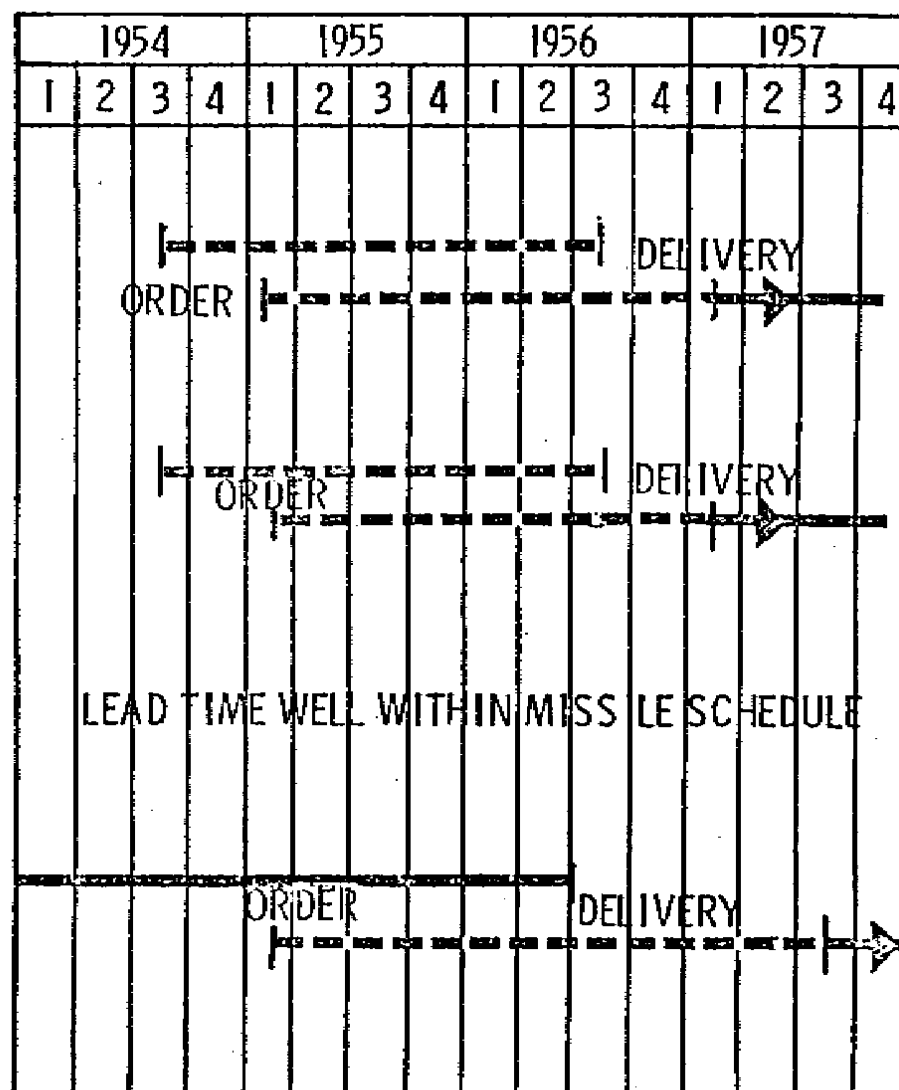 1954 1955 1956 1957
1 2 3 4 1 2 3 4 1 2 3 4 1 2 3 4
DELIVERY
ORDER
DELIVERY
ORDER
LEAD TIME WELL WITHIN MISSILE SCHEDULE
ORDER DELIVERY